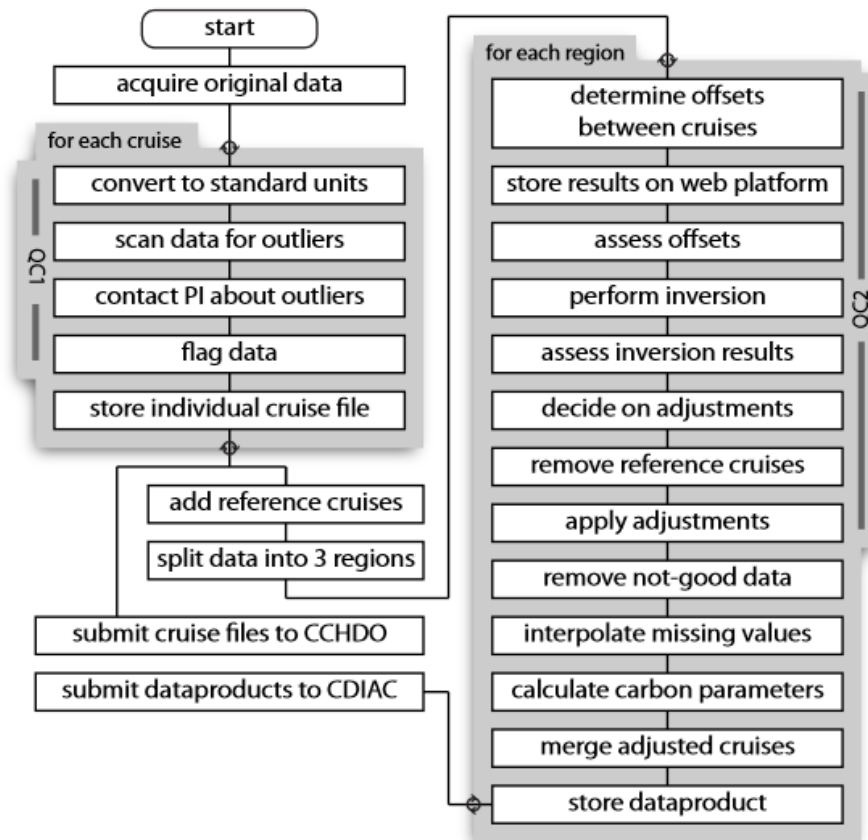 start
acquire original data
for each cruise
QC1
convert to standard units
scan data for outliers
contact PI about outliers
flag data
store individual cruise file
add reference cruises
split data into 3 regions
submit cruise files to CCHDO
submit dataproducts to CDIAC
for each region
QC2
determine offsets
between cruises
store results on web platform
assess offsets
perform inversion
assess inversion results
decide on adjustments
remove reference cruises
apply adjustments
remove not-good data
interpolate missing values
calculate carbon parameters
merge adjusted cruises
store dataproduct